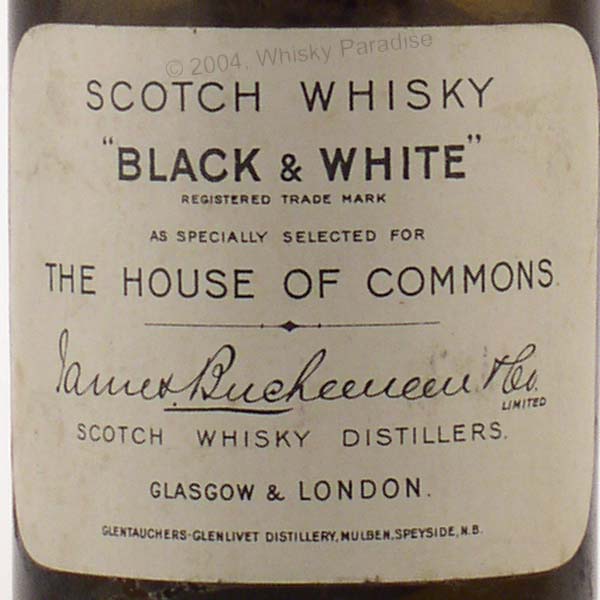 © 2004, Whisky Paradise
SCOTCH WHISKY
"BLACK & WHITE"
REGISTERED TRADE MARK
AS SPECIALLY SELECTED FOR
THE HOUSE OF COMMONS.
James Buchanan & Co.
LIMITED
SCOTCH WHISKY DISTILLERS.
GLASGOW & LONDON.
GLENTAUCHERS-GLENLIVET DISTILLERY, MULBEN, SPEYSIDE, N.B.